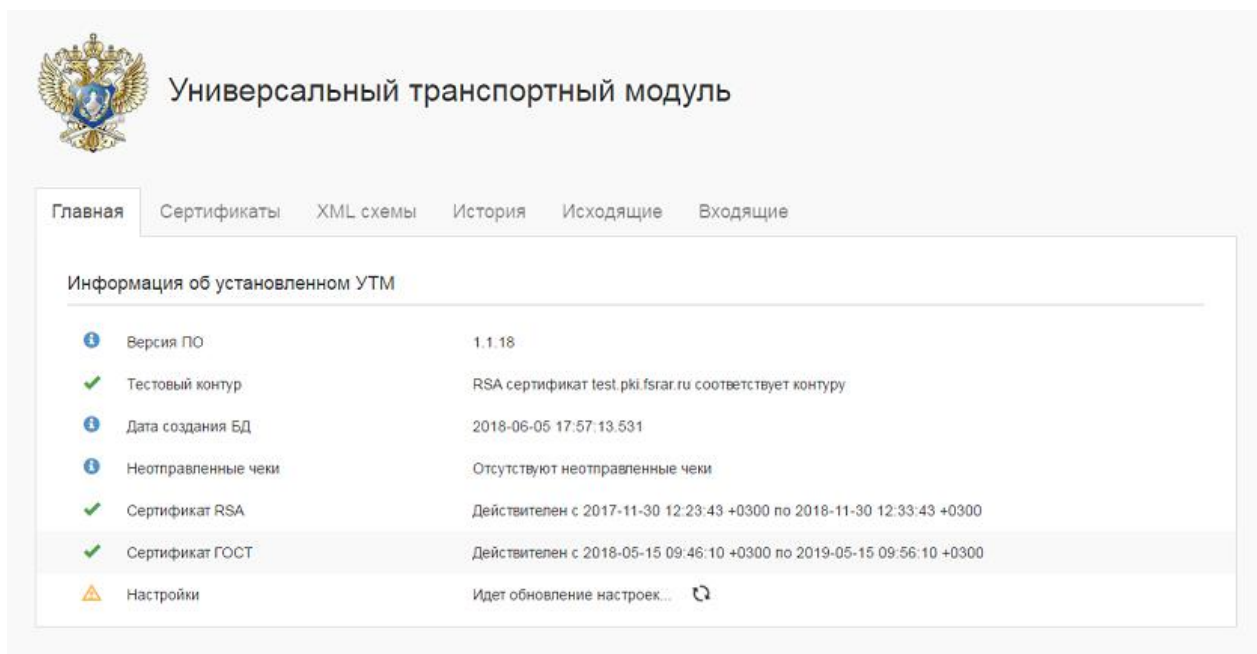 Универсальный транспортный модуль
Главная Сертификаты XML схемы История Исходящие Входящие
Информация об установленном УТМ
Версия ПО 1.1.18
Тестовый контур RSA сертификат test.pki.fsrar.ru соответствует контуру
Дата создания БД 2018-06-05 17:57:13.531
Неотправленные чеки Отсутствуют неотправленные чеки
Сертификат RSA Действителен с 2017-11-30 12:23:43 +0300 по 2018-11-30 12:33:43 +0300
Сертификат ГОСТ Действителен с 2018-05-15 09:46:10 +0300 по 2019-05-15 09:56:10 +0300
Настройки Идет обновление настроек...